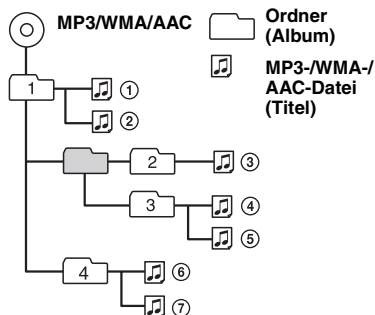 MP3/WMA/AAC
Ordner
(Album)
MP3-/WMA-/
AAC-Datei
(Titel)
1
①
②
2
③
3
④
⑤
4
⑥
⑦